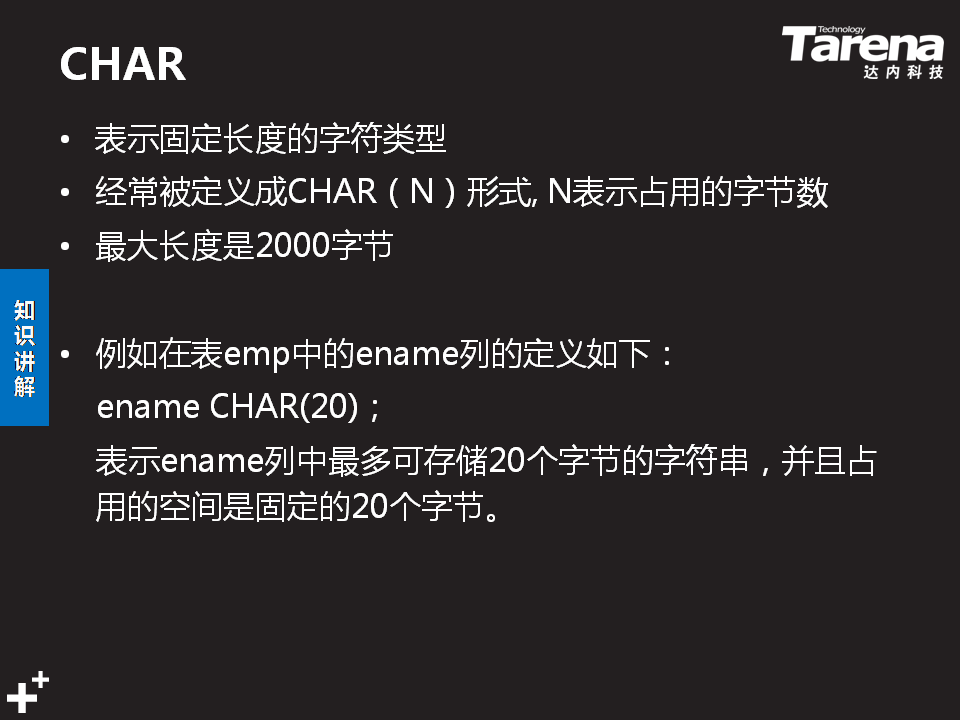 CHAR
Technology
Tarena
达内科技
• 表示固定长度的字符类型
• 经常被定义成CHAR（N）形式, N表示占用的字节数
• 最大长度是2000字节
知识讲解
• 例如在表emp中的ename列的定义如下：
ename CHAR(20)；
表示ename列中最多可存储20个字节的字符串，并且占
用的空间是固定的20个字节。